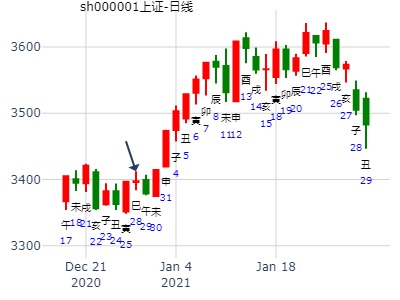 sh000001上证-日线
3600
3500
3400
3300
午 未 戌 亥 子 丑 寅 巳 午 未 申 子 丑 寅 卯 辰 未 申 酉 戌 亥 寅 卯 辰 巳 午 酉 戌 亥 子 丑
17 18 21 22 23 24 25 28 29 30 31 4 5 6 7 8 11 12 13 14 15 18 19 20 21 22 25 26 27 28 29
Dec 21 Jan 4 Jan 18
2020 2021